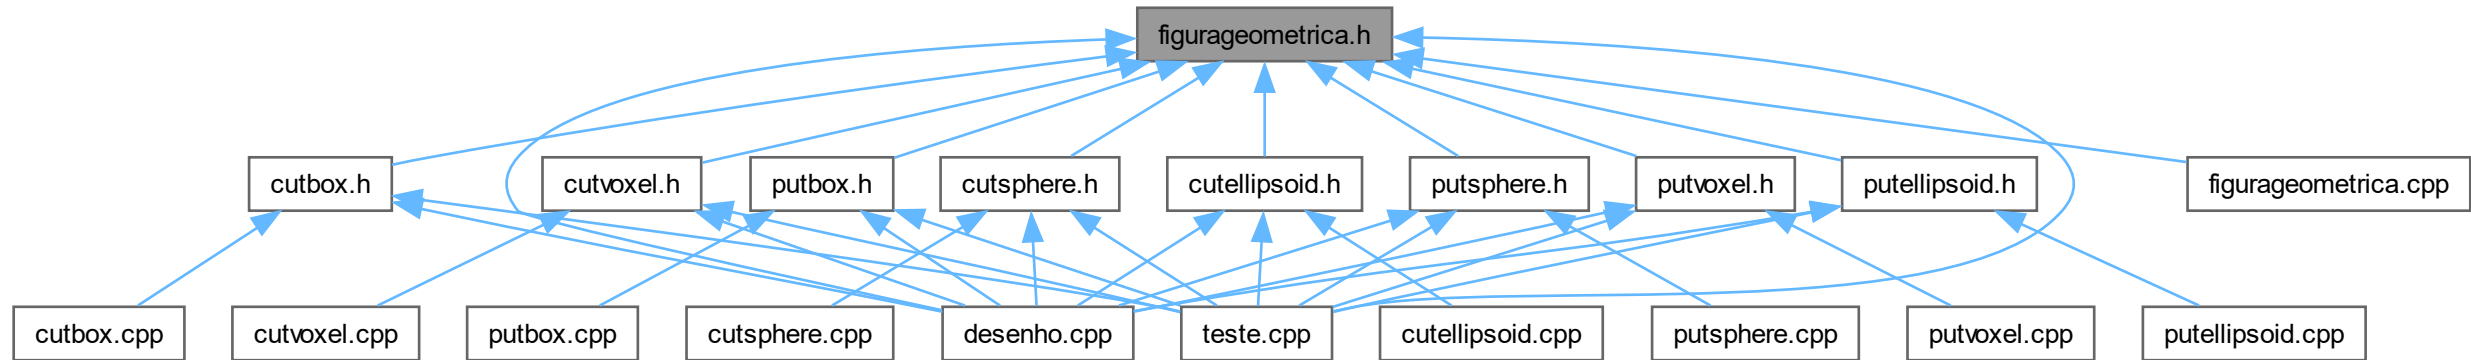 figurageometrica.h
cutbox.h
cutvoxel.h
putbox.h
cutsphere.h
cutellipsoid.h
putsphere.h
putvoxel.h
putellipsoid.h
figurageometrica.cpp
cutbox.cpp
cutvoxel.cpp
putbox.cpp
cutsphere.cpp
desenho.cpp
teste.cpp
cutellipsoid.cpp
putsphere.cpp
putvoxel.cpp
putellipsoid.cpp